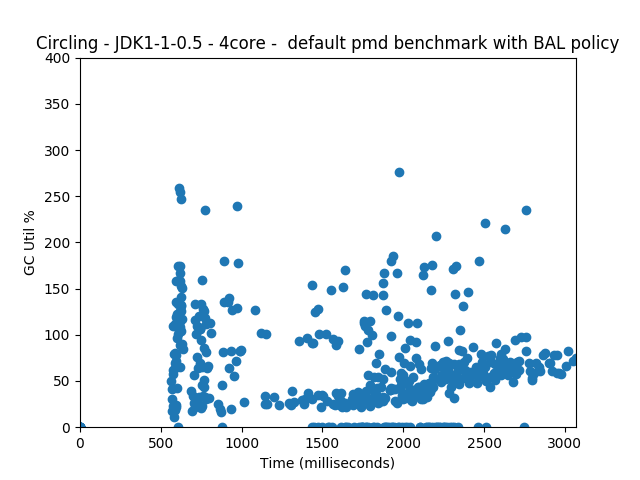 Circling - JDK1-1-0.5 - 4core -  default pmd benchmark with BAL policy
400
350
300
250
200
150
100
50
0
GC Util %
0 500 1000 1500 2000 2500 3000
Time (milliseconds)